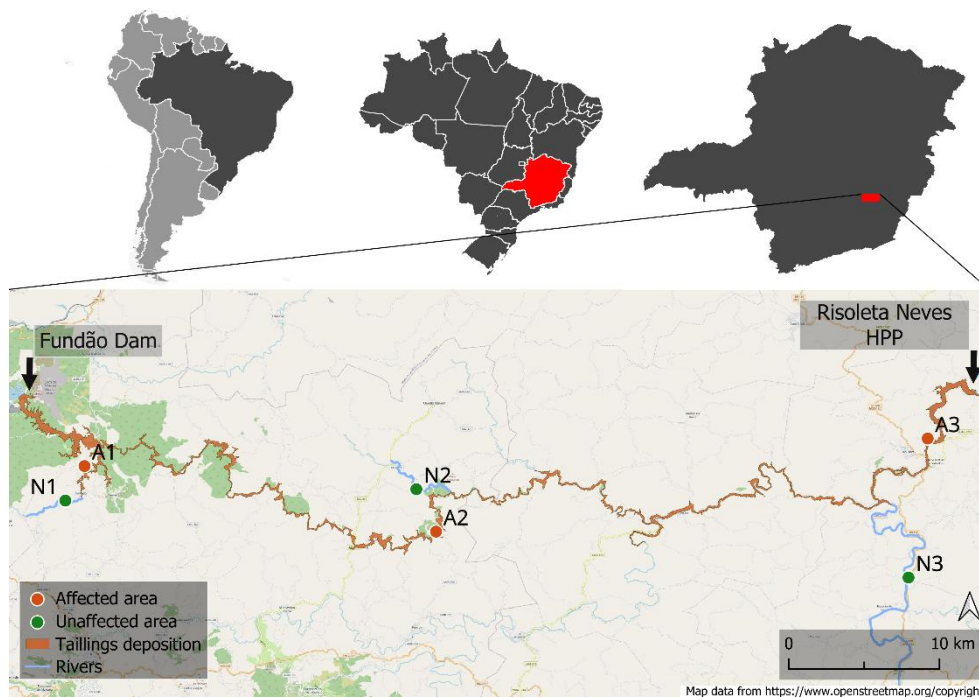 Fundão Dam
Risoleta Neves
HPP
A3
A1
N2
N1
A2
N3
Affected area
Unaffected area
Taillings deposition
Rivers
0
10 km
Map data from https://www.openstreetmap.org/copyri